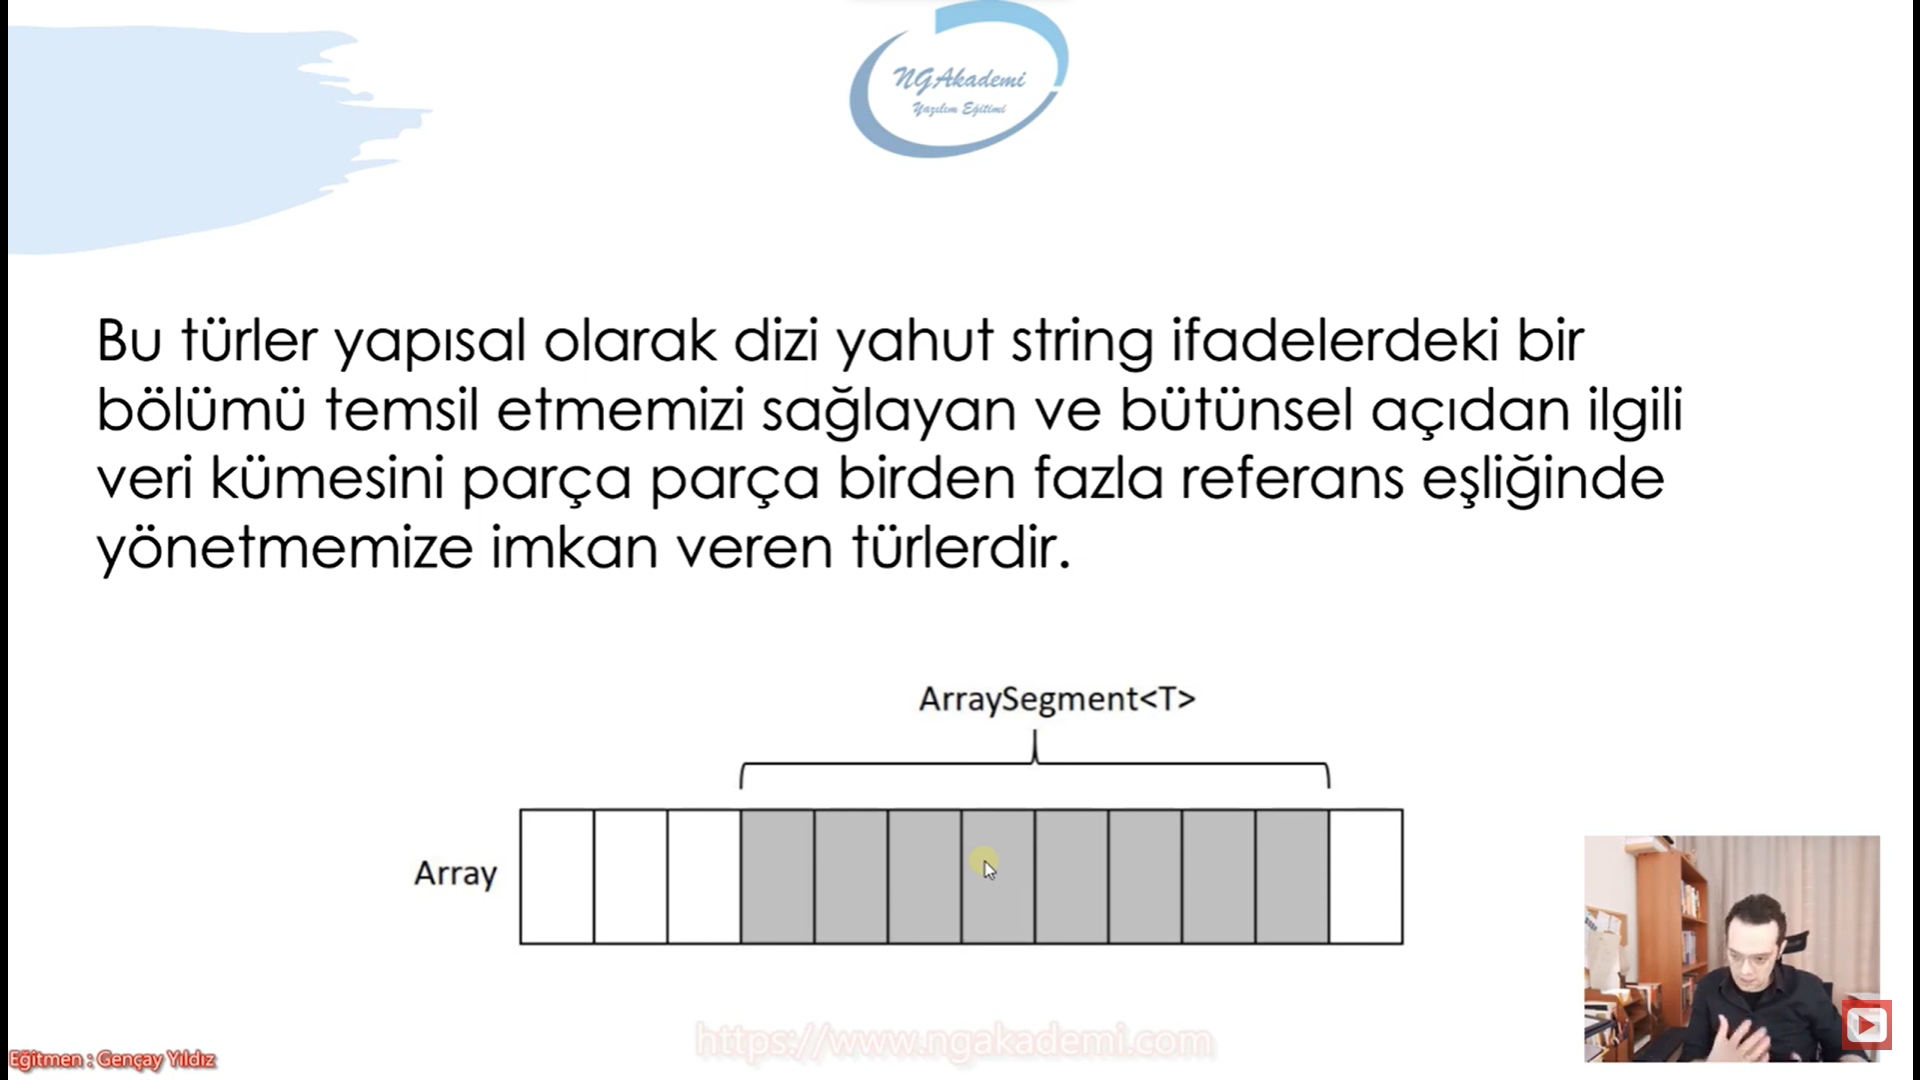 NGAkademi
Yazılım Eğitimi
Bu türler yapısal olarak dizi yahut string ifadelerdeki bir
bölümü temsil etmemizi sağlayan ve bütünsel açıdan ilgili
veri kümesini parça parça birden fazla referans eşliğinde
yönetmemize imkan veren türlerdir.
ArraySegment<T>
Array
https://www.ngakademi.com
Eğitmen : Gençay Yıldız